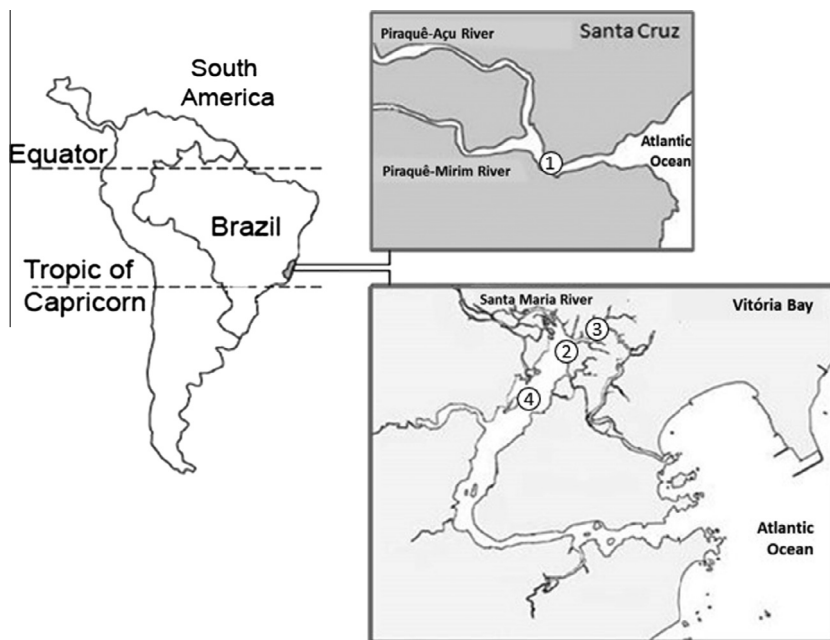 South
America
Equator
Brazil
Tropic of
Capricorn
Piraquê-Açu River
Santa Cruz
Atlantic
Ocean
1
Piraquê-Mirim River
Santa Maria River
Vitória Bay
3
2
4
Atlantic
Ocean